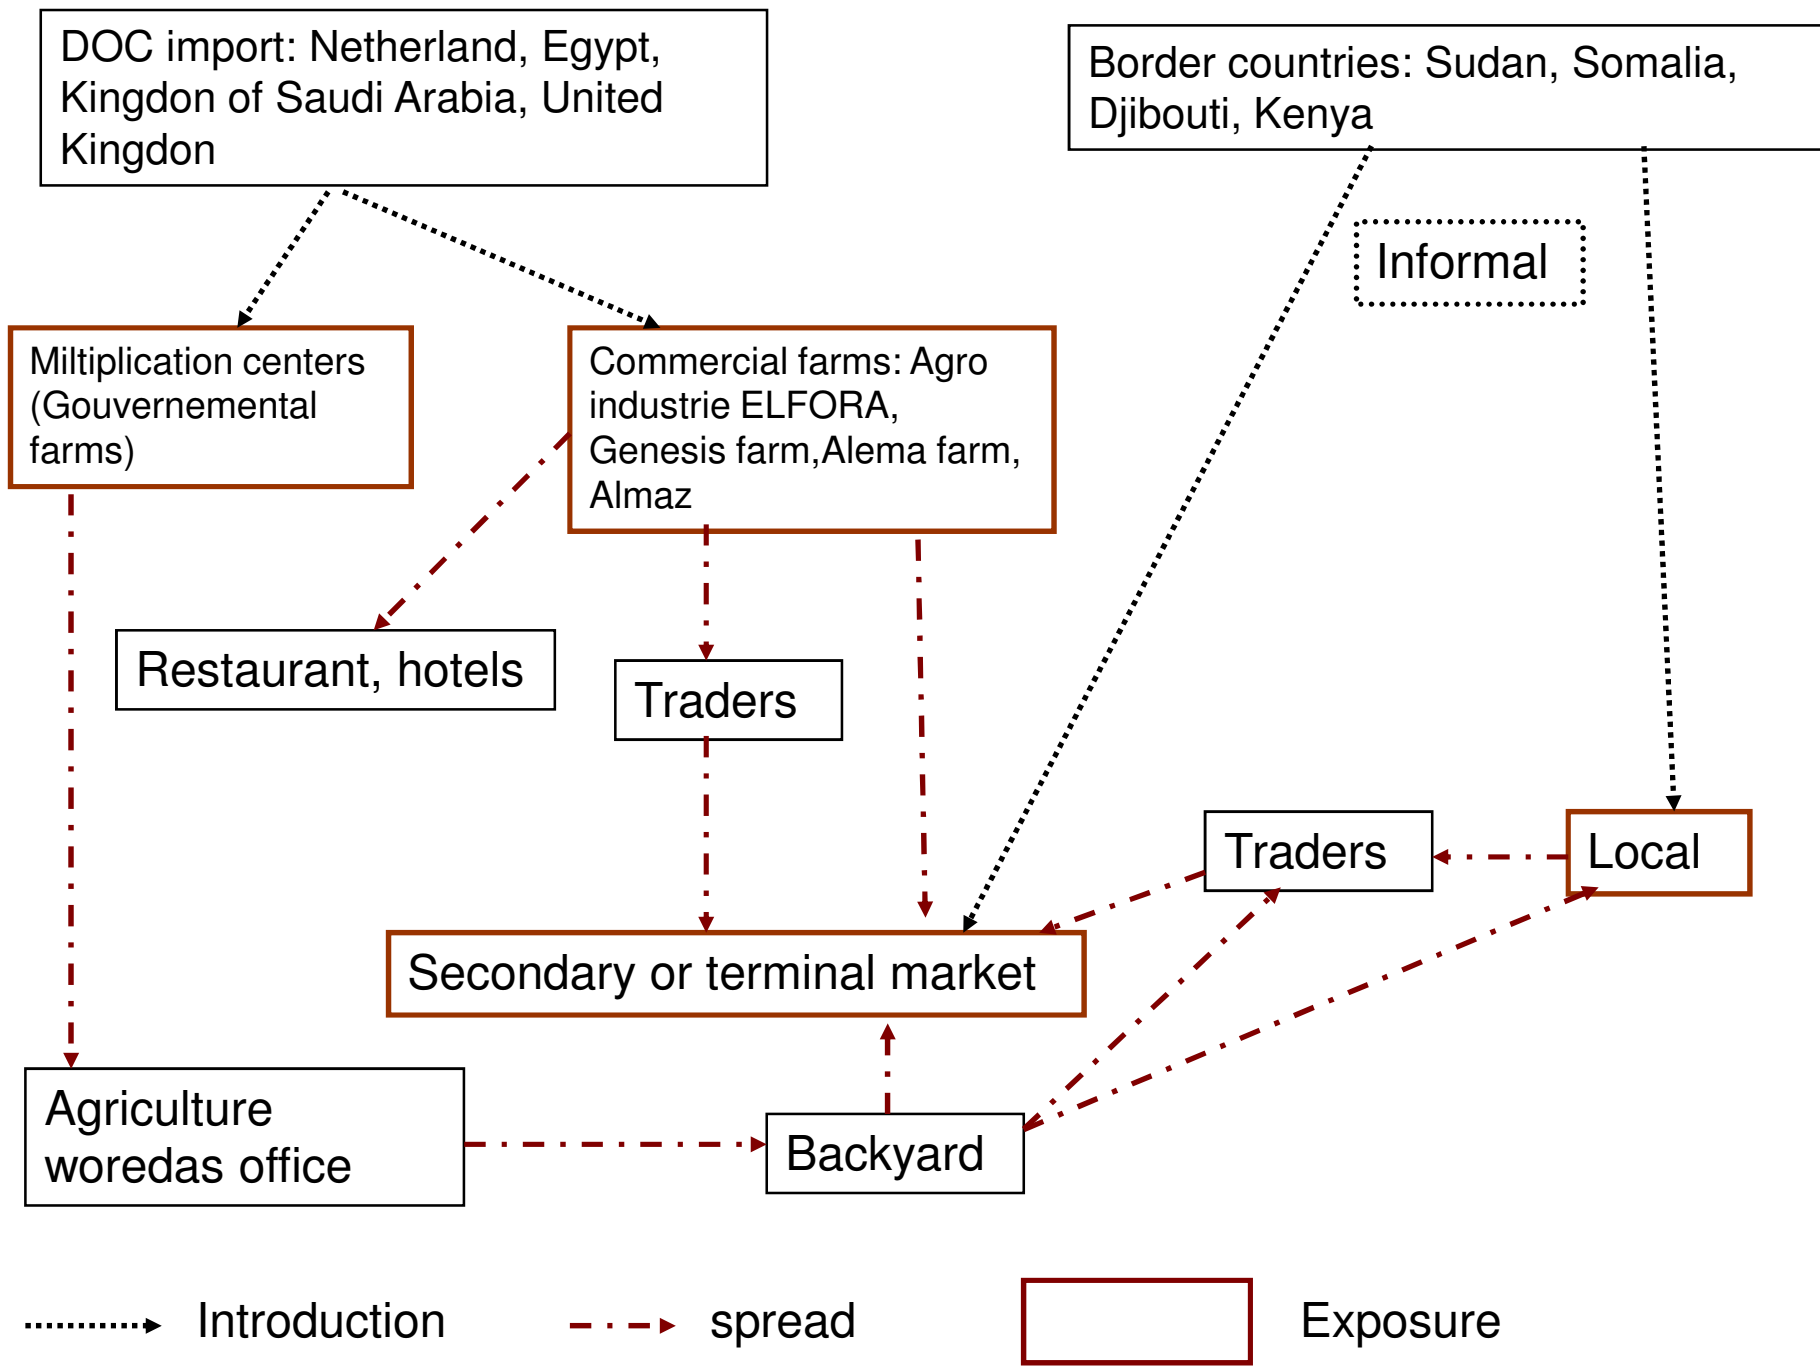 DOC import: Netherland, Egypt,
Kingdon of Saudi Arabia, United
Kingdon
Border countries: Sudan, Somalia,
Djibouti, Kenya
Informal
Miltiplication centers
(Gouvernemental
farms)
Commercial farms: Agro
industrie ELFORA,
Genesis farm,Alema farm,
Almaz
Restaurant, hotels
Traders
Traders
Local
Secondary or terminal market
Agriculture
woredas office
Backyard
Introduction
spread
Exposure